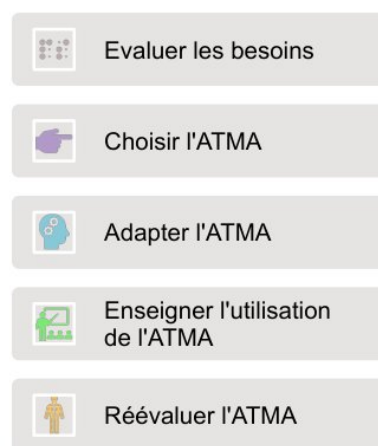 Evaluer les besoins
Choisir l'ATMA
Adapter l'ATMA
Enseigner l'utilisation
de l'ATMA
Réévaluer l'ATMA